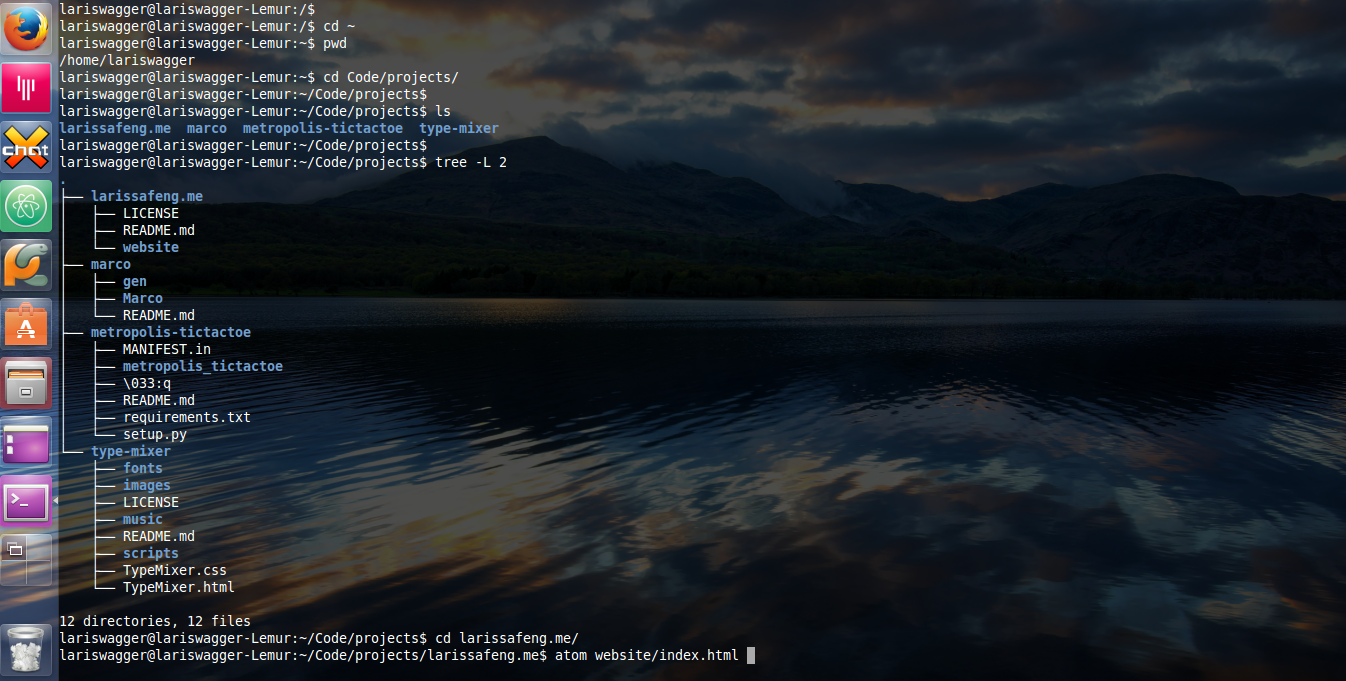 lariswagger@lariswagger-Lemur:/$
lariswagger@lariswagger-Lemur:/$ cd ~
lariswagger@lariswagger-Lemur:~$ pwd
/home/lariswagger
lariswagger@lariswagger-Lemur:~$ cd Code/projects/
lariswagger@lariswagger-Lemur:~/Code/projects$
lariswagger@lariswagger-Lemur:~/Code/projects$ ls
larissafeng.me  marco  metropolis-tictactoe  type-mixer
lariswagger@lariswagger-Lemur:~/Code/projects$
lariswagger@lariswagger-Lemur:~/Code/projects$ tree -L 2
.
├── larissafeng.me
│   ├── LICENSE
│   ├── README.md
│   └── website
├── marco
│   ├── gen
│   ├── Marco
│   └── README.md
├── metropolis-tictactoe
│   ├── MANIFEST.in
│   ├── metropolis_tictactoe
│   ├── \033:q
│   ├── README.md
│   ├── requirements.txt
│   └── setup.py
└── type-mixer
    ├── fonts
    ├── images
    ├── LICENSE
    ├── music
    ├── README.md
    ├── scripts
    ├── TypeMixer.css
    └── TypeMixer.html
12 directories, 12 files
lariswagger@lariswagger-Lemur:~/Code/projects$ cd larissafeng.me/
lariswagger@lariswagger-Lemur:~/Code/projects/larissafeng.me$ atom website/index.html
chat